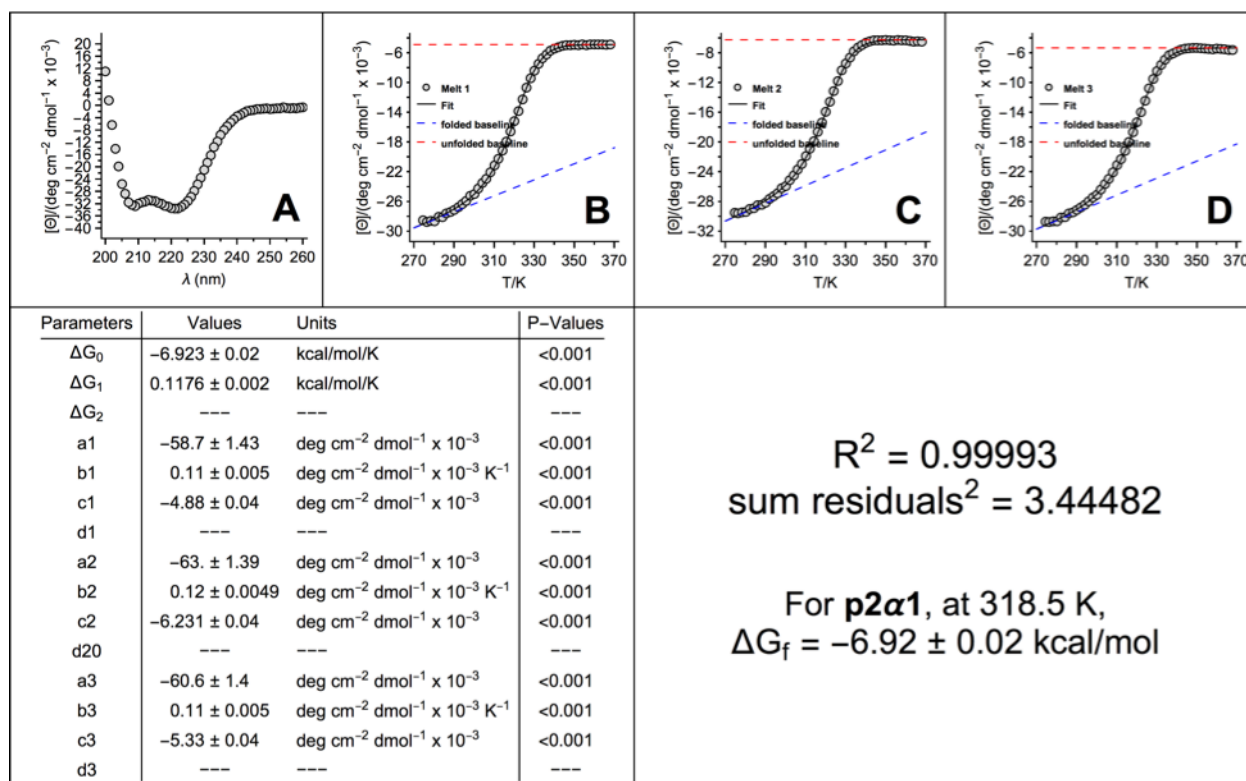 [Θ]/(deg cm⁻² dmol⁻¹ x 10⁻³)
20
16
12
8
4
0
−4
−8
−12
−16
−20
−24
−28
−32
−36
−40
200 210 220 230 240 250 260
λ (nm)
A
[Θ]/(deg cm⁻² dmol⁻¹ x 10⁻³)
−6
−10
−14
−18
−22
−26
−30
Melt 1
Fit
folded baseline
unfolded baseline
270 290 310 330 350 370
T/K
B
[Θ]/(deg cm⁻² dmol⁻¹ x 10⁻³)
−8
−12
−16
−20
−24
−28
−32
Melt 2
Fit
folded baseline
unfolded baseline
270 290 310 330 350 370
T/K
C
[Θ]/(deg cm⁻² dmol⁻¹ x 10⁻³)
−6
−10
−14
−18
−22
−26
−30
Melt 3
Fit
folded baseline
unfolded baseline
270 290 310 330 350 370
T/K
D
Parameters Values Units P−Values
ΔG₀ −6.923 ± 0.02 kcal/mol/K <0.001
ΔG₁ 0.1176 ± 0.002 kcal/mol/K <0.001
ΔG₂ −−− −−− −−−
a1 −58.7 ± 1.43 deg cm⁻² dmol⁻¹ x 10⁻³ <0.001
b1 0.11 ± 0.005 deg cm⁻² dmol⁻¹ x 10⁻³ K⁻¹ <0.001
c1 −4.88 ± 0.04 deg cm⁻² dmol⁻¹ x 10⁻³ <0.001
d1 −−− −−− −−−
a2 −63. ± 1.39 deg cm⁻² dmol⁻¹ x 10⁻³ <0.001
b2 0.12 ± 0.0049 deg cm⁻² dmol⁻¹ x 10⁻³ K⁻¹ <0.001
c2 −6.231 ± 0.04 deg cm⁻² dmol⁻¹ x 10⁻³ <0.001
d20 −−− −−− −−−
a3 −60.6 ± 1.4 deg cm⁻² dmol⁻¹ x 10⁻³ <0.001
b3 0.11 ± 0.005 deg cm⁻² dmol⁻¹ x 10⁻³ K⁻¹ <0.001
c3 −5.33 ± 0.04 deg cm⁻² dmol⁻¹ x 10⁻³ <0.001
d3 −−− −−− −−−
R² = 0.99993
sum residuals² = 3.44482
For p2α1, at 318.5 K,
ΔG_f = −6.92 ± 0.02 kcal/mol